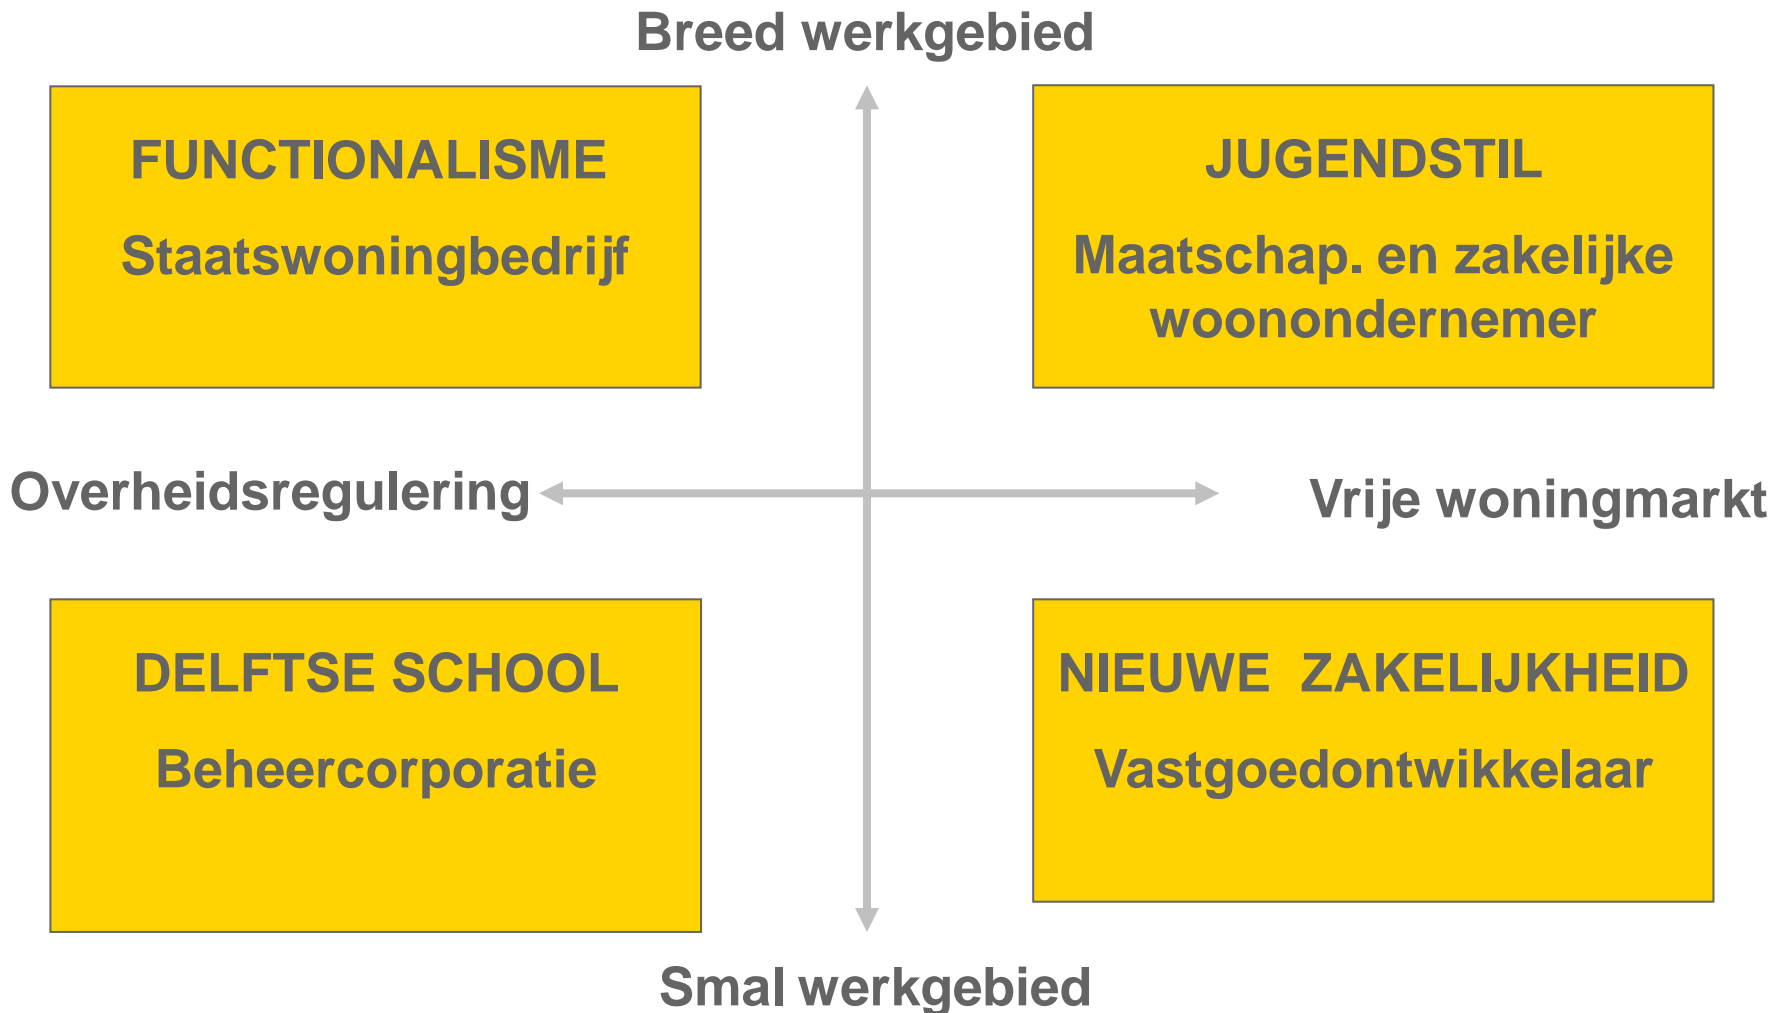 Breed werkgebied
FUNCTIONALISME
Staatswoningbedrijf
JUGENDSTIL
Maatschap. en zakelijke
woonondernemer
Overheidsregulering
Vrije woningmarkt
DELFTSE SCHOOL
Beheercorporatie
NIEUWE ZAKELIJKHEID
Vastgoedontwikkelaar
Smal werkgebied